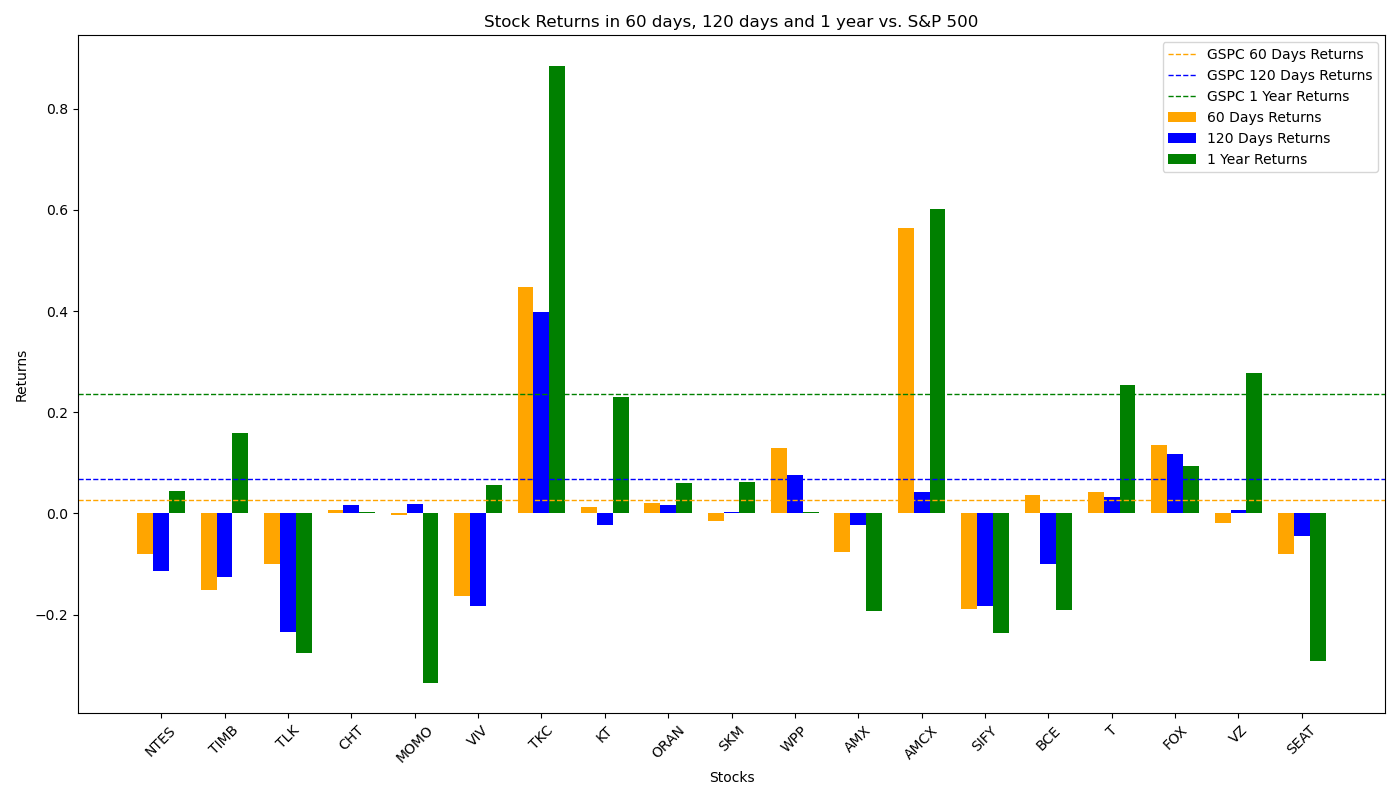 Stock Returns in 60 days, 120 days and 1 year vs. S&P 500
GSPC 60 Days Returns
GSPC 120 Days Returns
GSPC 1 Year Returns
60 Days Returns
120 Days Returns
1 Year Returns
0.8
0.6
0.4
0.2
0.0
−0.2
Returns
NTES
TIMB
TLK
CHT
MOMO
VIV
TKC
KT
ORAN
SKM
WPP
AMX
AMCX
SIFY
BCE
T
FOX
VZ
SEAT
Stocks